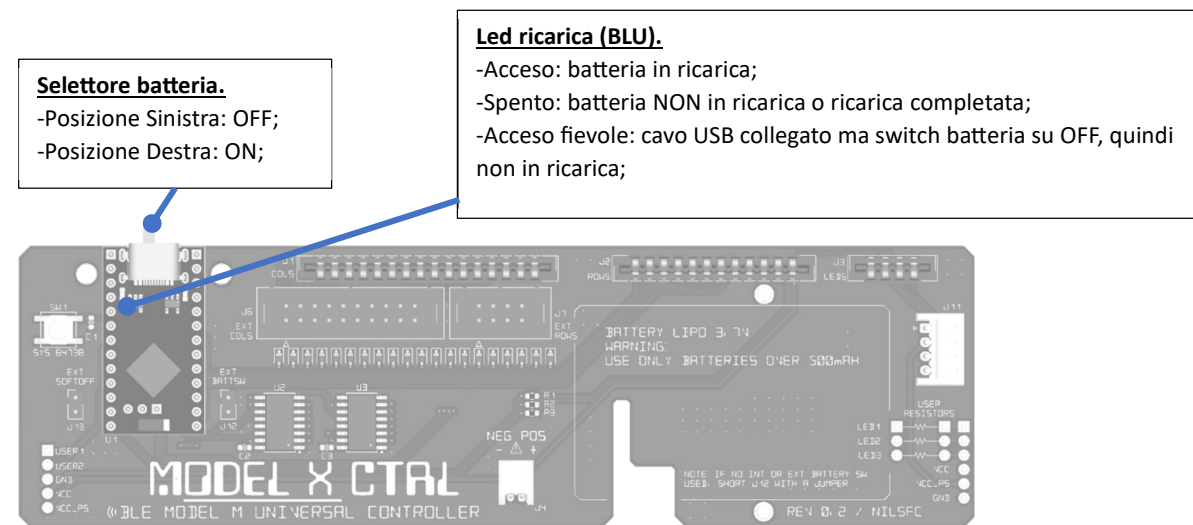 Led ricarica (BLU).
-Acceso: batteria in ricarica;
-Spento: batteria NON in ricarica o ricarica completata;
-Acceso fievole: cavo USB collegato ma switch batteria su OFF, quindi
non in ricarica;
Selettore batteria.
-Posizione Sinistra: OFF;
-Posizione Destra: ON;
J1
COLS
J2
ROWS
J3
LEDS
SW1
C1
SYS 64738
J6
EXT
COLS
J7
EXT
ROWS
J11
BATTERY LIPO 3,7V
WARNING:
USE ONLY BATTERIES OVER 500mAH
EXT
SOFTOFF
J13
U1
EXT
BATTSW
J12
U2
U3
C2
C3
R1
R2
R3
USER
RESISTORS
LED1
LED2
LED3
VCC
VCC_PS
GND
USER1
USER2
GND
VCC
VCC_PS
NEG POS
- +
J4
MODEL X CTRL
BLE MODEL M UNIVERSAL CONTROLLER
NOTE: IF NO INT OR EXT BATTERY SW
USED, SHORT J12 WITH A JUMPER
REV 0.2 / NILSFC